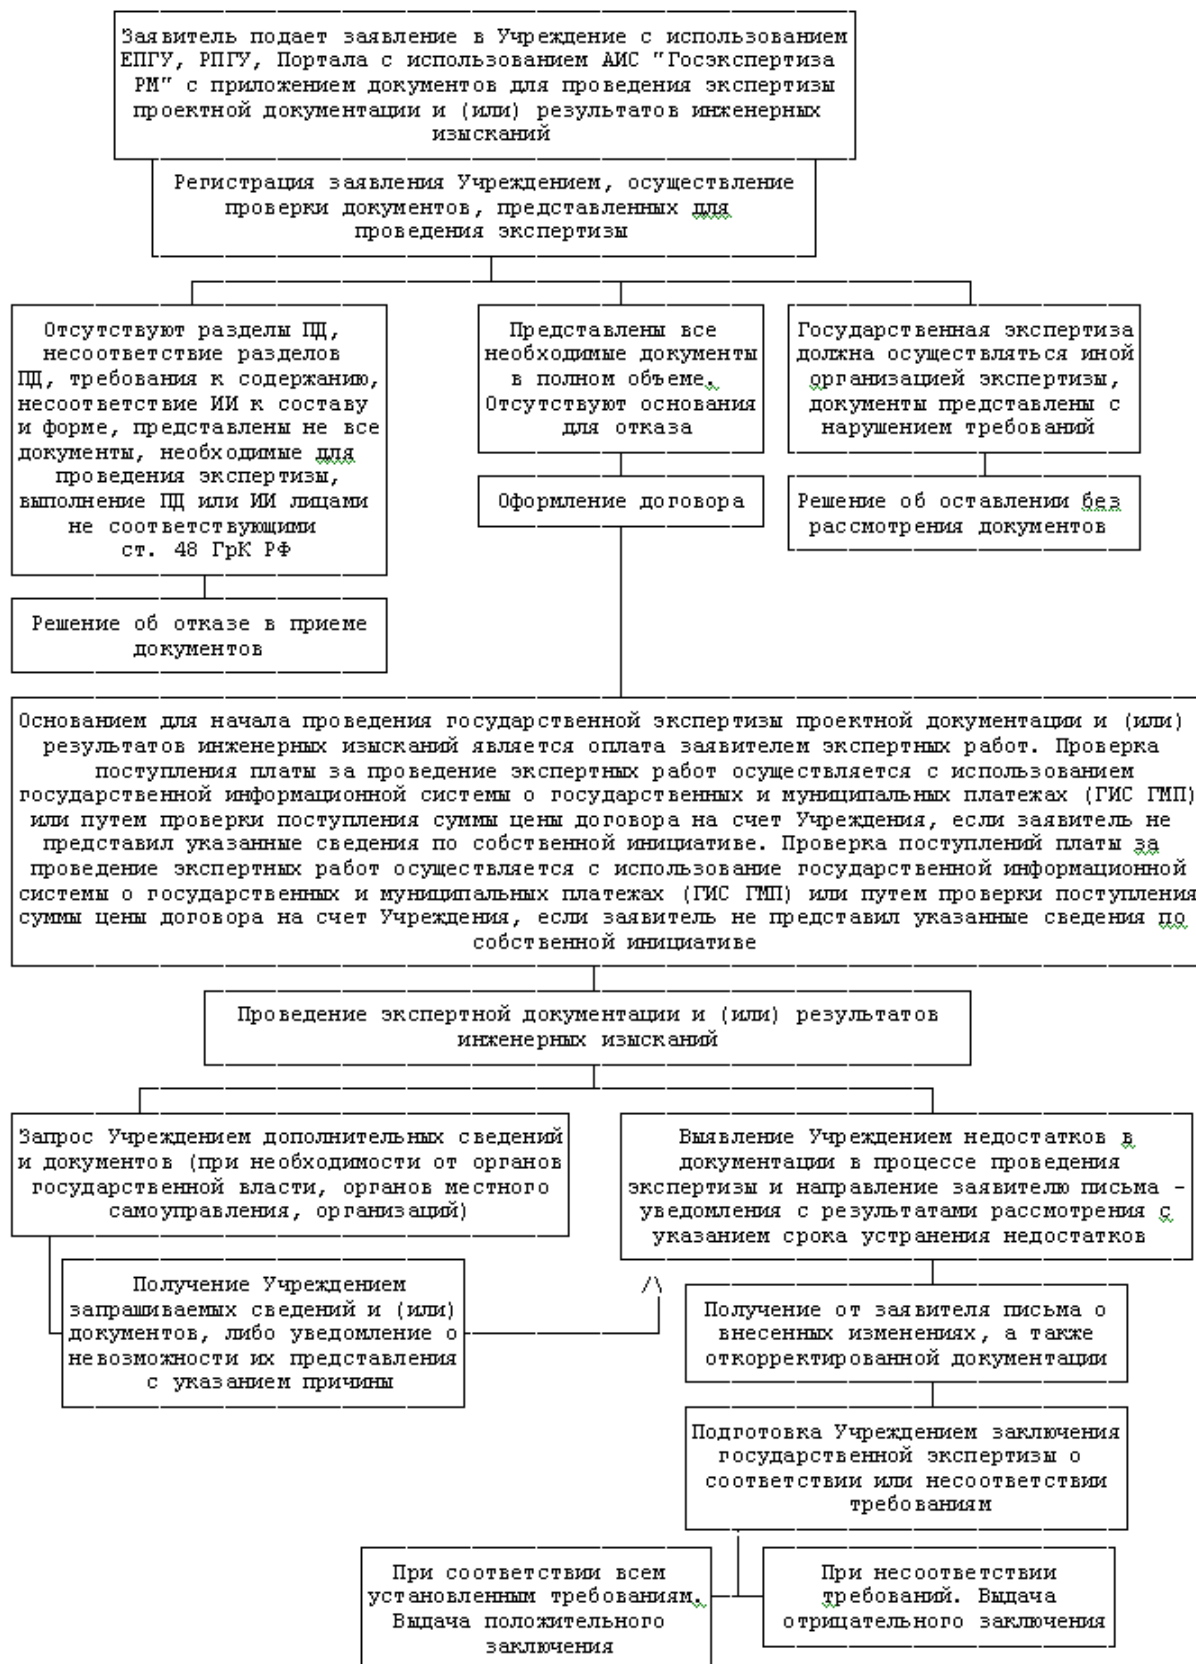 Заявитель подает заявление в Учреждение с использованием
ЕПГУ, РПГУ, Портала с использованием АИС "Госэкспертиза
РМ" с приложением документов для проведения экспертизы
проектной документации и (или) результатов инженерных
изысканий
Регистрация заявления Учреждением, осуществление
проверки документов, представленных для
проведения экспертизы
Отсутствуют разделы ПД,
несоответствие разделов
ПД, требования к содержанию,
несоответствие ИИ к составу
и форме, представлены не все
документы, необходимые для
проведения экспертизы,
выполнение ПД или ИИ лицами
не соответствующими
ст. 48 ГрК РФ
Решение об отказе в приеме
документов
Представлены все
необходимые документы
в полном объеме.
Отсутствуют основания
для отказа
Оформление договора
Государственная экспертиза
должна осуществляться иной
организацией экспертизы,
документы представлены с
нарушением требований
Решение об оставлении без
рассмотрения документов
Основанием для начала проведения государственной экспертизы проектной документации и (или)
результатов инженерных изысканий является оплата заявителем экспертных работ. Проверка
поступления платы за проведение экспертных работ осуществляется с использованием
государственной информационной системы о государственных и муниципальных платежах (ГИС ГМП)
или путем проверки поступления суммы цены договора на счет Учреждения, если заявитель не
представил указанные сведения по собственной инициативе. Проверка поступлений платы за
проведение экспертных работ осуществляется с использование государственной информационной
системы о государственных и муниципальных платежах (ГИС ГМП) или путем проверки поступления
суммы цены договора на счет Учреждения, если заявитель не представил указанные сведения по
собственной инициативе
Проведение экспертной документации и (или) результатов
инженерных изысканий
Запрос Учреждением дополнительных сведений
и документов (при необходимости от органов
государственной власти, органов местного
самоуправления, организаций)
Получение Учреждением
запрашиваемых сведений и (или)
документов, либо уведомление о
невозможности их представления
с указанием причины
Выявление Учреждением недостатков в
документации в процессе проведения
экспертизы и направление заявителю письма -
уведомления с результатами рассмотрения с
указанием срока устранения недостатков
/\
Получение от заявителя письма о
внесенных изменениях, а также
откорректированной документации
Подготовка Учреждением заключения
государственной экспертизы о
соответствии или несоответствии
требованиям
При соответствии всем
установленным требованиям.
Выдача положительного
заключения
При несоответствии
требований. Выдача
отрицательного заключения